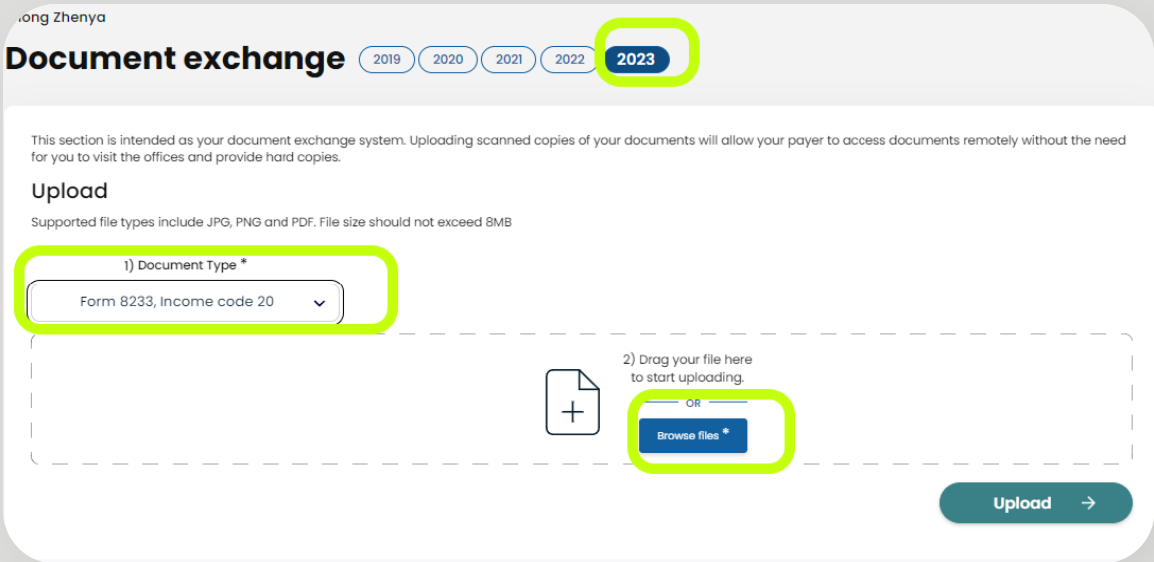 Zhenya
Document exchange 2019 2020 2021 2022 2023
This section is intended as your document exchange system. Uploading scanned copies of your documents will allow your payer to access documents remotely without the need
for you to visit the offices and provide hard copies.
Upload
Supported file types include JPG, PNG and PDF. File size should not exceed 8MB
1) Document Type *
Form 8233, Income code 20
2) Drag your file here
to start uploading.
OR
Browse files *
Upload